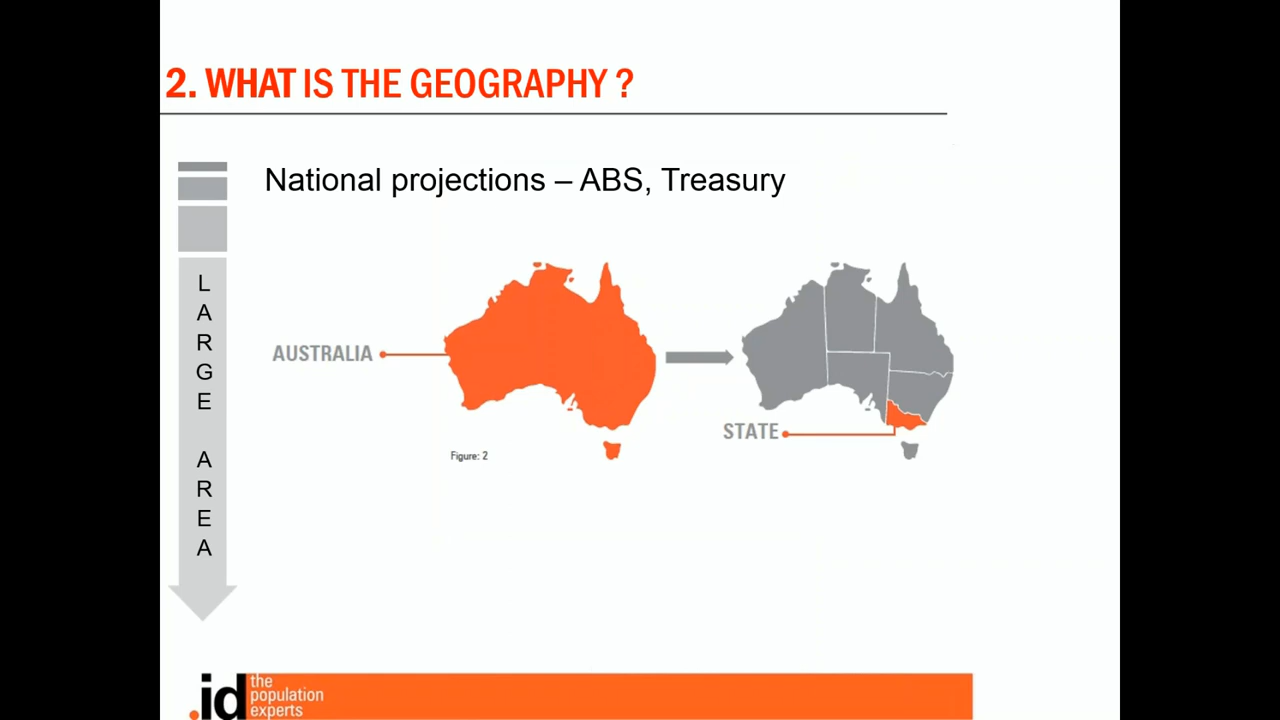 2. WHAT IS THE GEOGRAPHY ?
National projections – ABS, Treasury
L
A
R
G
E
A
R
E
A
AUSTRALIA
STATE
Figure: 2
.id
the
population
experts